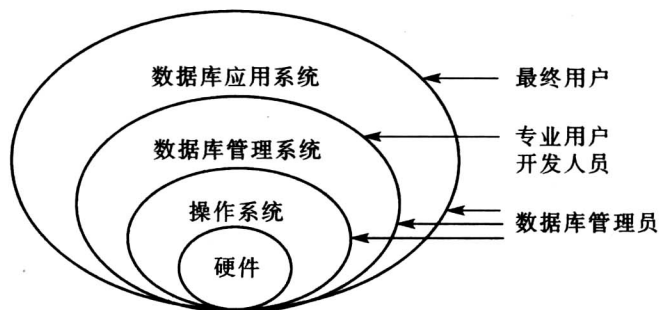 数据库应用系统
最终用户
数据库管理系统
专业用户
开发人员
操作系统
数据库管理员
硬件